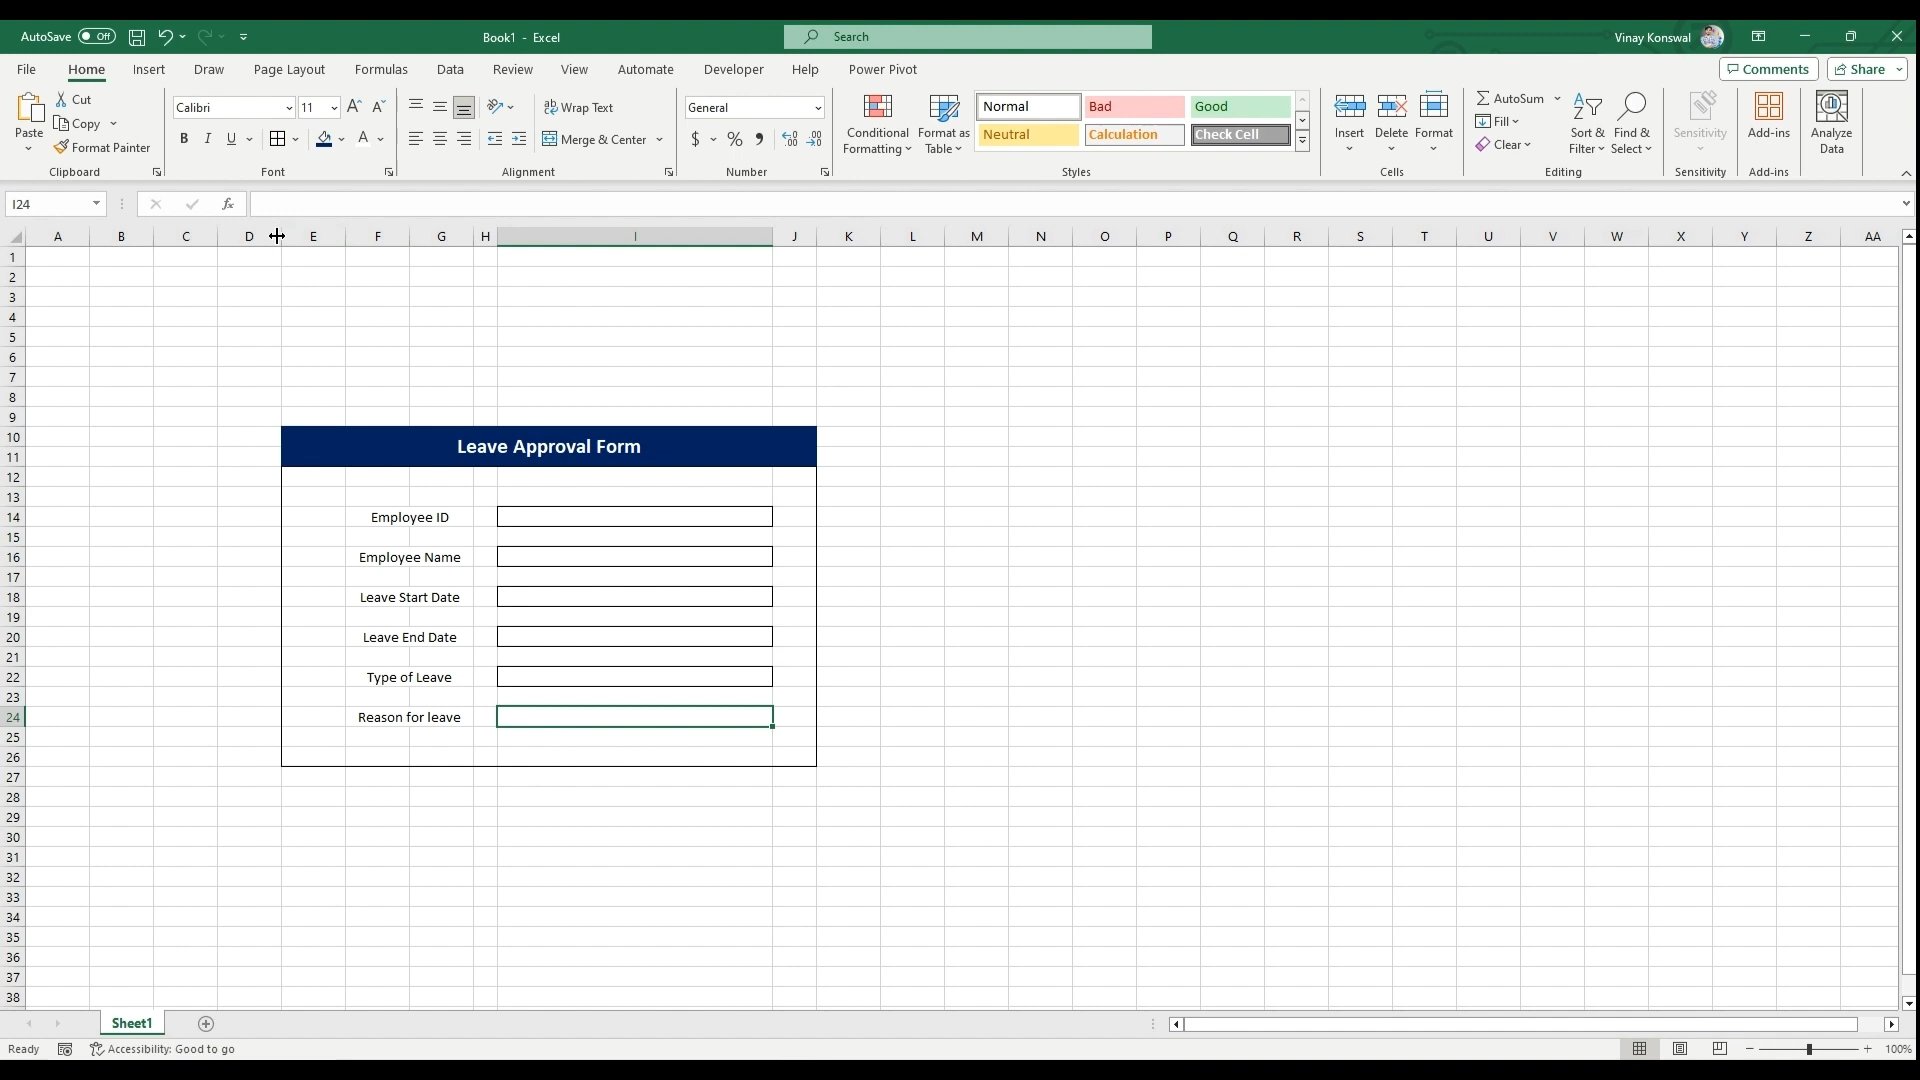 AutoSave Off
Book1 - Excel
Search
Vinay Konswal
File Home Insert Draw Page Layout Formulas Data Review View Automate Developer Help Power Pivot
Comments Share
Paste
Cut
Copy
Format Painter
Clipboard
Calibri 11
A A
B I U A
Font
ab Wrap Text
Merge & Center
Alignment
General
$ % 9
Number
Conditional Formatting
Format as Table
Normal Bad Good
Neutral Calculation Check Cell
Styles
Insert Delete Format
Cells
AutoSum
Fill
Clear
Sort & Filter
Find & Select
Editing
Sensitivity
Sensitivity
Add-ins
Add-ins
Analyze Data
I24
fx
A B C D E F G H I J K L M N O P Q R S T U V W X Y Z AA
1
2
3
4
5
6
7
8
9
10
Leave Approval Form
11
12
13
14 Employee ID
15
16 Employee Name
17
18 Leave Start Date
19
20 Leave End Date
21
22 Type of Leave
23
24 Reason for leave
25
26
27
28
29
30
31
32
33
34
35
36
37
38
Sheet1
Ready Accessibility: Good to go
100%